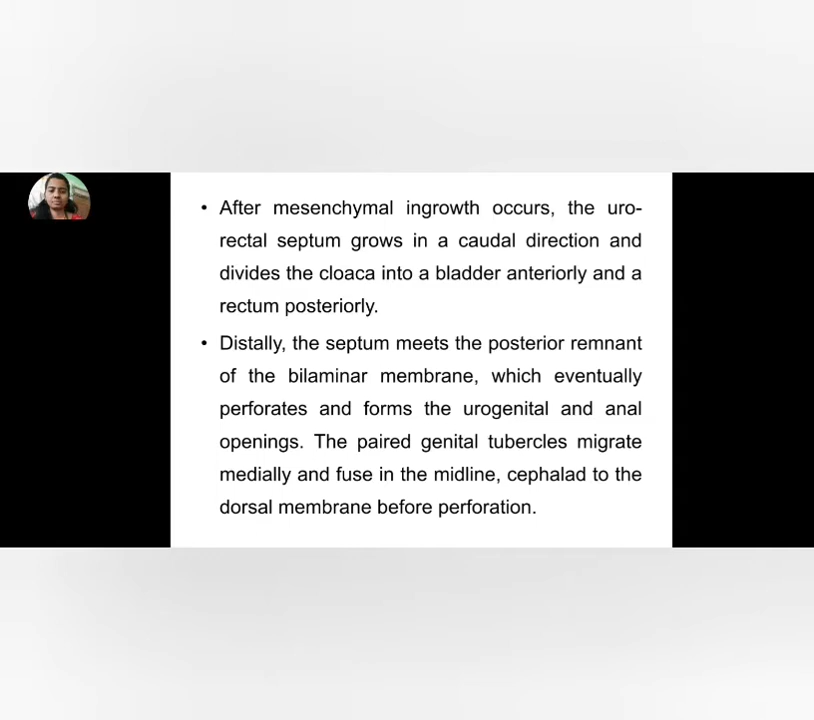 • After mesenchymal ingrowth occurs, the uro-
rectal septum grows in a caudal direction and
divides the cloaca into a bladder anteriorly and a
rectum posteriorly.
• Distally, the septum meets the posterior remnant
of the bilaminar membrane, which eventually
perforates and forms the urogenital and anal
openings. The paired genital tubercles migrate
medially and fuse in the midline, cephalad to the
dorsal membrane before perforation.